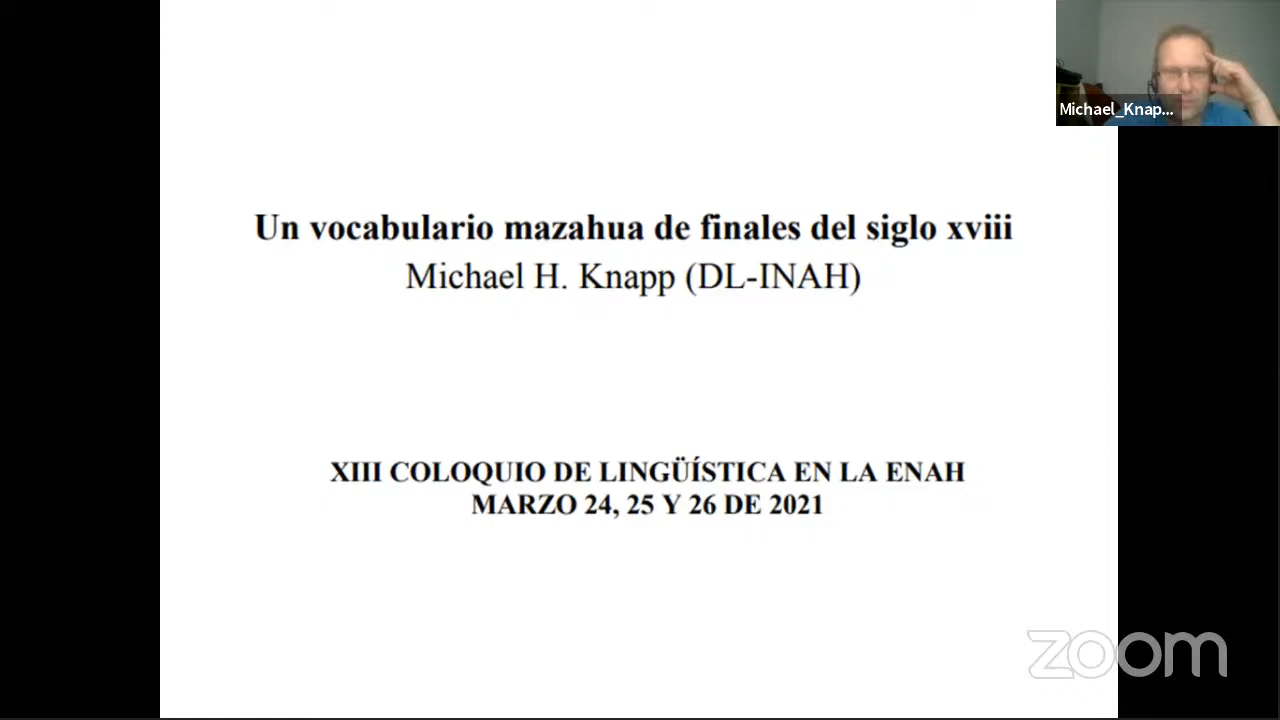 Michael_Knap...
Un vocabulario mazahua de finales del siglo xviii
Michael H. Knapp (DL-INAH)
XIII COLOQUIO DE LINGÜÍSTICA EN LA ENAH
MARZO 24, 25 Y 26 DE 2021
zoom